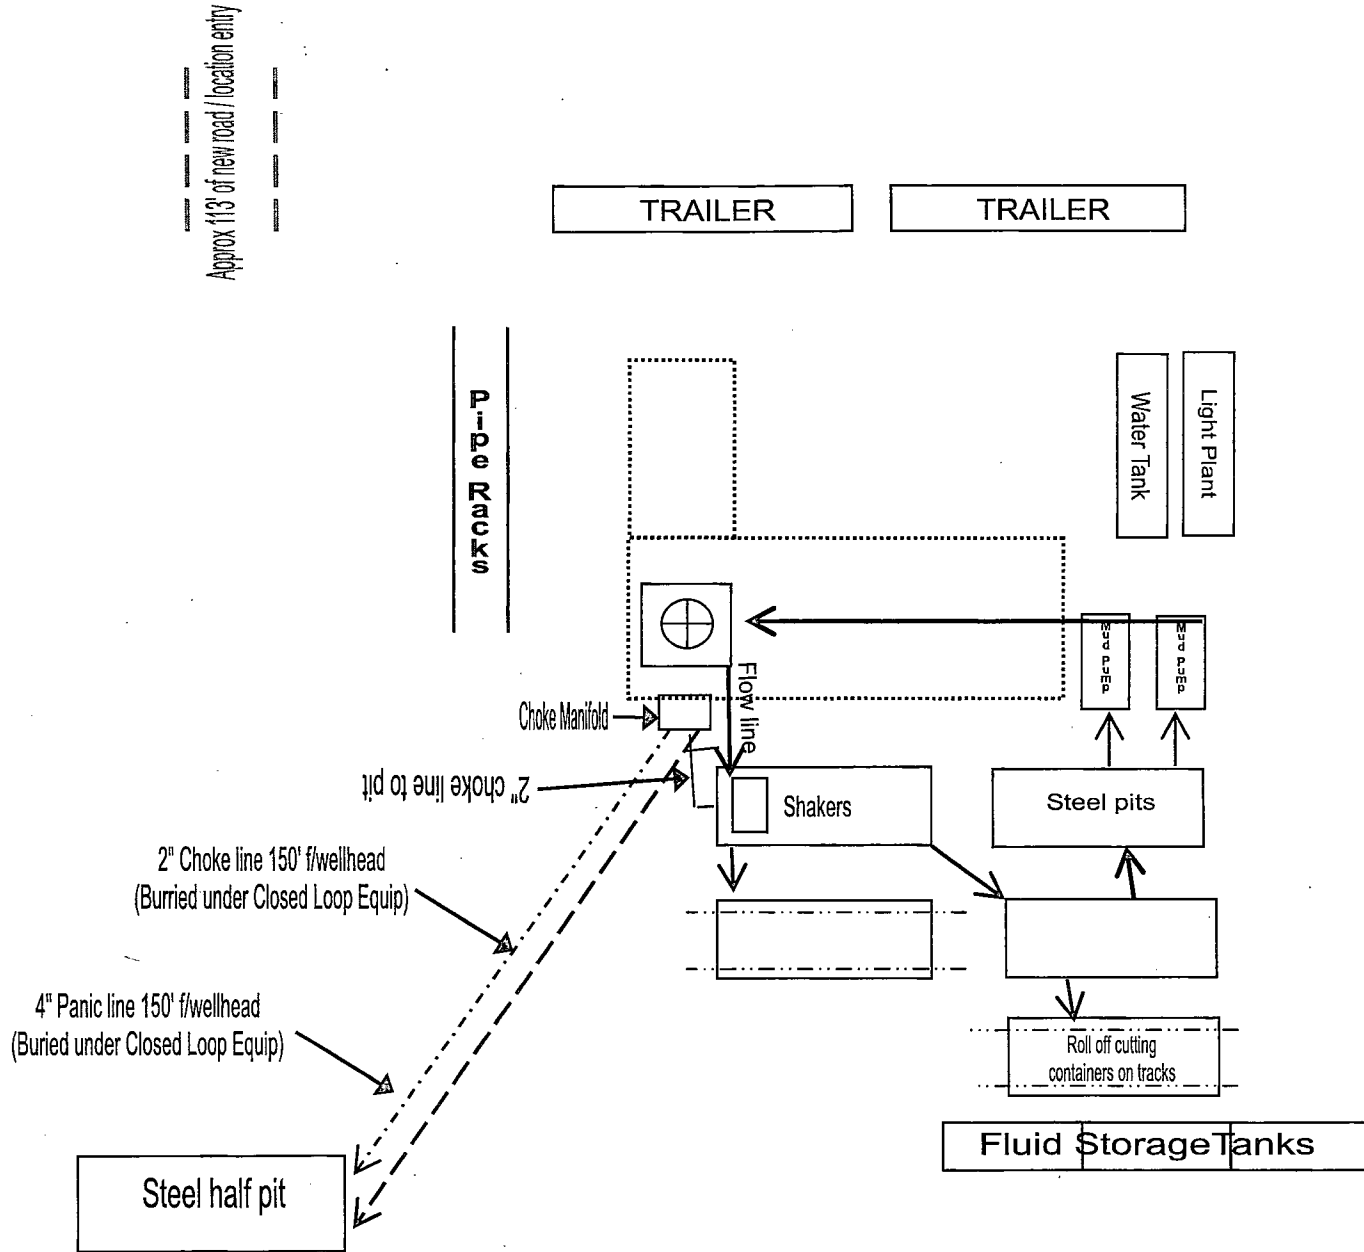 Approx 113' of new road / location entry
TRAILER
TRAILER
Pipe Racks
Water Tank
Light Plant
Mud Pump
Mud Pump
Flow line
Choke Manifold
2" choke line to pit
Shakers
Steel pits
2" Choke line 150' f/wellhead
(Burried under Closed Loop Equip)
4" Panic line 150' f/wellhead
(Buried under Closed Loop Equip)
Roll off cutting
containers on tracks
Fluid StorageTanks
Steel half pit